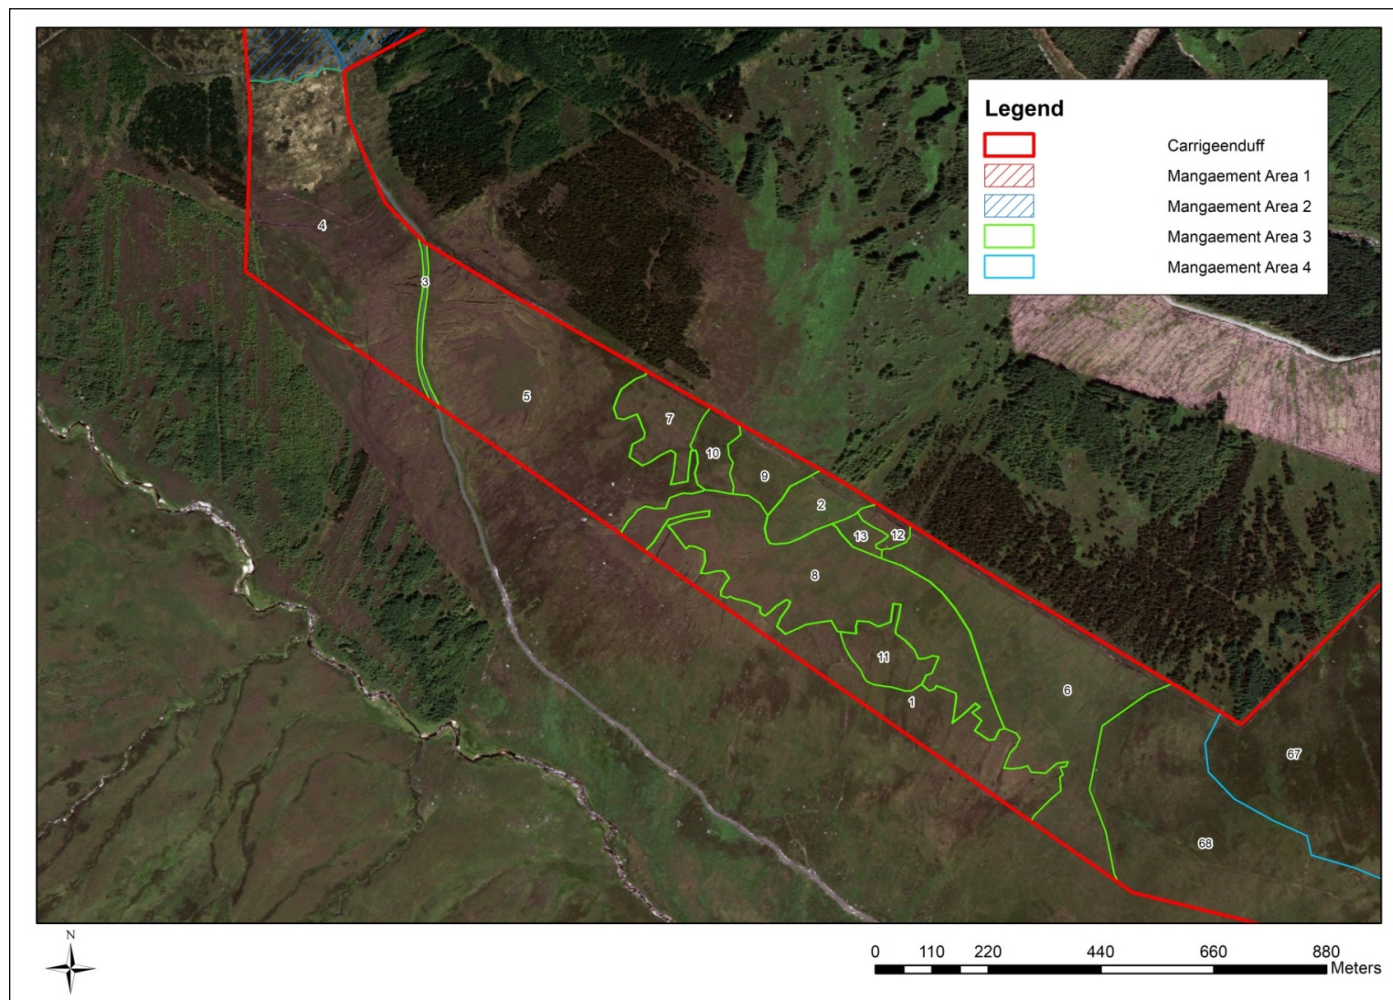 Legend
Carrigeenduff
Mangaement Area 1
Mangaement Area 2
Mangaement Area 3
Mangaement Area 4
4
3
5
7
10
9
2
13
12
8
11
1
6
67
68
N
0 110 220 440 660 880
Meters